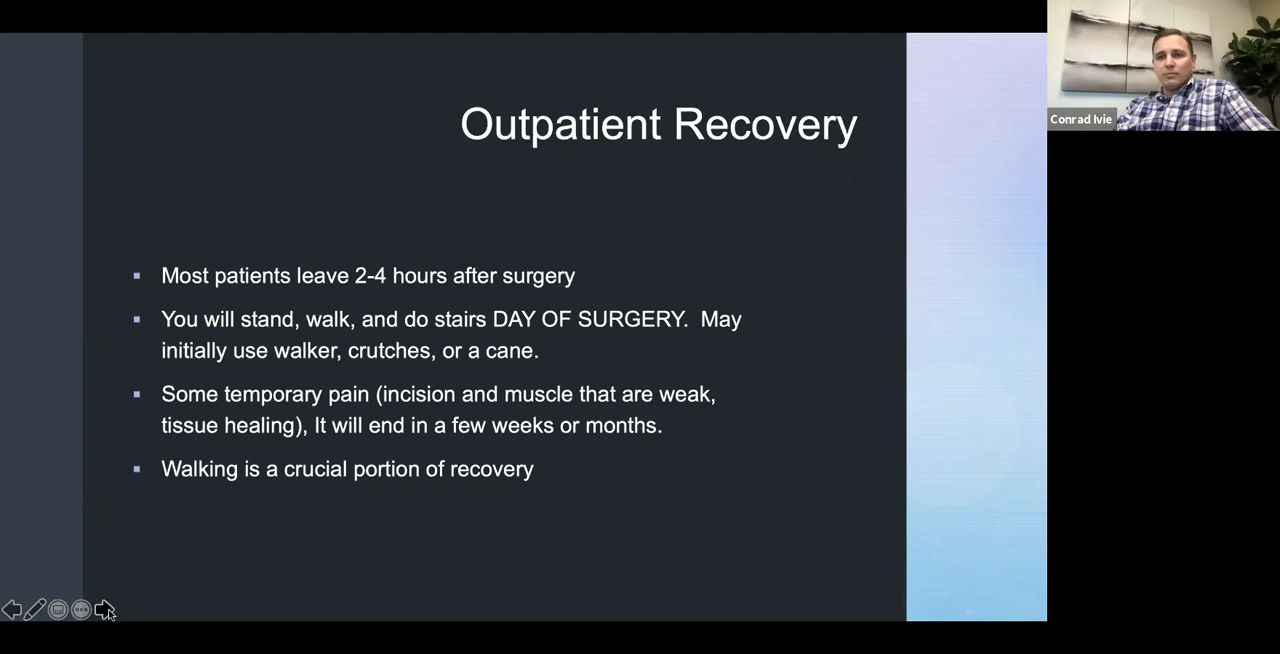 Outpatient Recovery
Most patients leave 2-4 hours after surgery
You will stand, walk, and do stairs DAY OF SURGERY.  May
initially use walker, crutches, or a cane.
Some temporary pain (incision and muscle that are weak,
tissue healing), It will end in a few weeks or months.
Walking is a crucial portion of recovery
Conrad Ivie